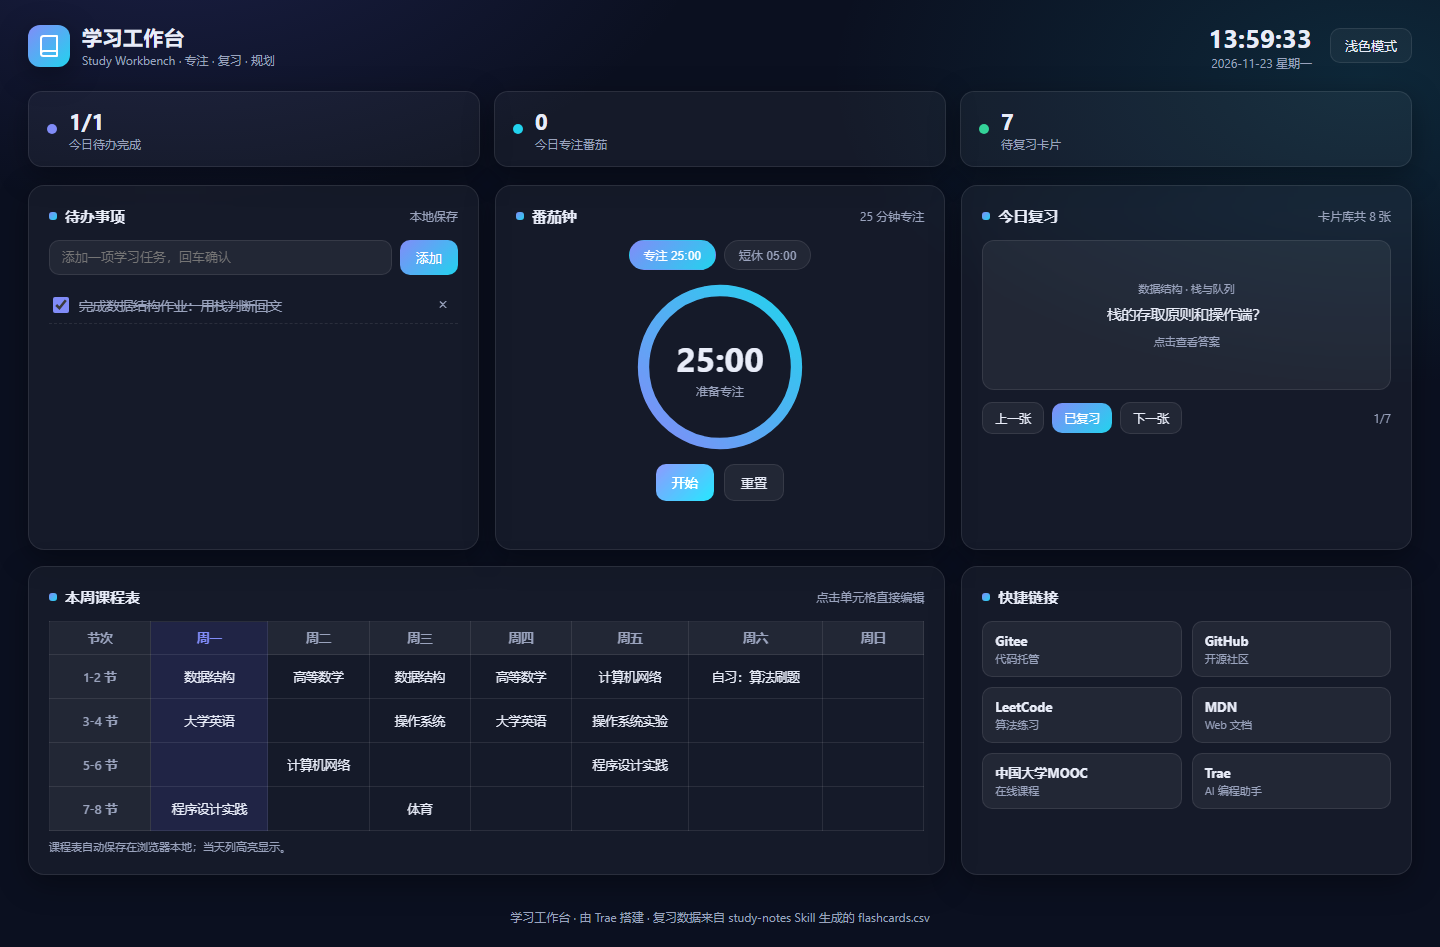 学习工作台
Study Workbench · 专注 · 复习 · 规划
13:59:33
2026-11-23 星期一
浅色模式
1/1
今日待办完成
0
今日专注番茄
7
待复习卡片
待办事项
本地保存
添加一项学习任务，回车确认
添加
完成数据结构作业：用栈判断回文
×
番茄钟
25 分钟专注
专注 25:00
短休 05:00
25:00
准备专注
开始
重置
今日复习
卡片库共 8 张
数据结构 · 栈与队列
栈的存取原则和操作端？
点击查看答案
上一张
已复习
下一张
1/7
本周课程表
点击单元格直接编辑
节次 周一 周二 周三 周四 周五 周六 周日
1-2 节 数据结构 高等数学 数据结构 高等数学 计算机网络 自习：算法刷题
3-4 节 大学英语 操作系统 大学英语 操作系统实验
5-6 节 计算机网络 程序设计实践
7-8 节 程序设计实践 体育
课程表自动保存在浏览器本地；当天列高亮显示。
快捷链接
Gitee
代码托管
GitHub
开源社区
LeetCode
算法练习
MDN
Web 文档
中国大学MOOC
在线课程
Trae
AI 编程助手
学习工作台 · 由 Trae 搭建 · 复习数据来自 study-notes Skill 生成的 flashcards.csv